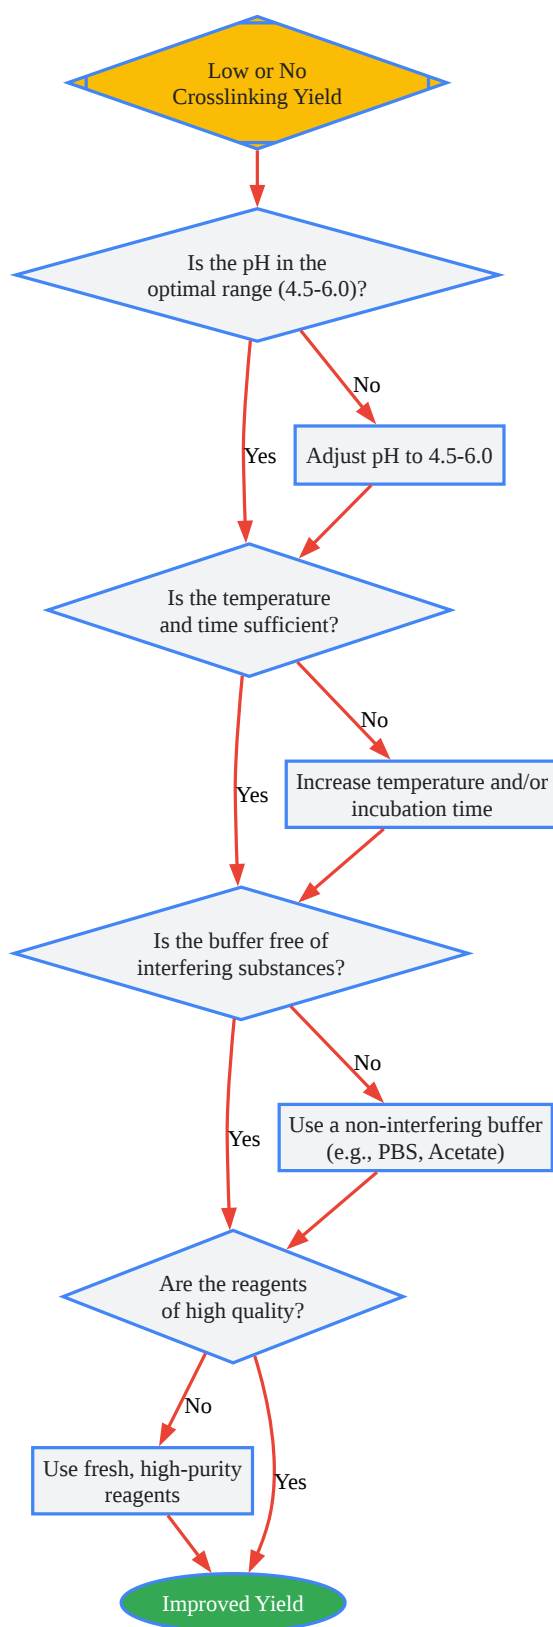 Low or No
Crosslinking Yield
Is the pH in the
optimal range (4.5-6.0)?
No
Yes
Adjust pH to 4.5-6.0
Is the temperature
and time sufficient?
No
Yes
Increase temperature and/or
incubation time
Is the buffer free of
interfering substances?
No
Yes
Use a non-interfering buffer
(e.g., PBS, Acetate)
Are the reagents
of high quality?
No
Use fresh, high-purity
reagents
Yes
Improved Yield